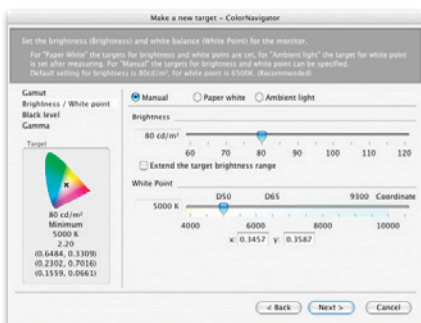 Make a new target - ColorNavigator
Set the brightness (Brightness) and white balance (White Point) for the monitor.
For "Paper White" the targets for brightness and white point are set, for "Ambient light" the target for white point
is set after measuring. For "Manual" the targets for brightness and white point can be specified.
Default setting for brightness is 80cd/m², for white point is 6500K. (Recommended)
Gamut
Brightness / White point
Black level
Gamma
Target
80 cd/m²
Minimum
5000 K
2.20
(0.6484, 0.3309)
(0.2302, 0.7016)
(0.1559, 0.0661)
Manual Paper white Ambient light
Brightness
80 cd/m²
60 70 80 90 100 110 120
Extend the target brightness range
White Point
D50 D65 9300 Coordinate
5000 K
4000 6000 8000 10000
x: 0.3457 y: 0.3587
< Back Next > Cancel